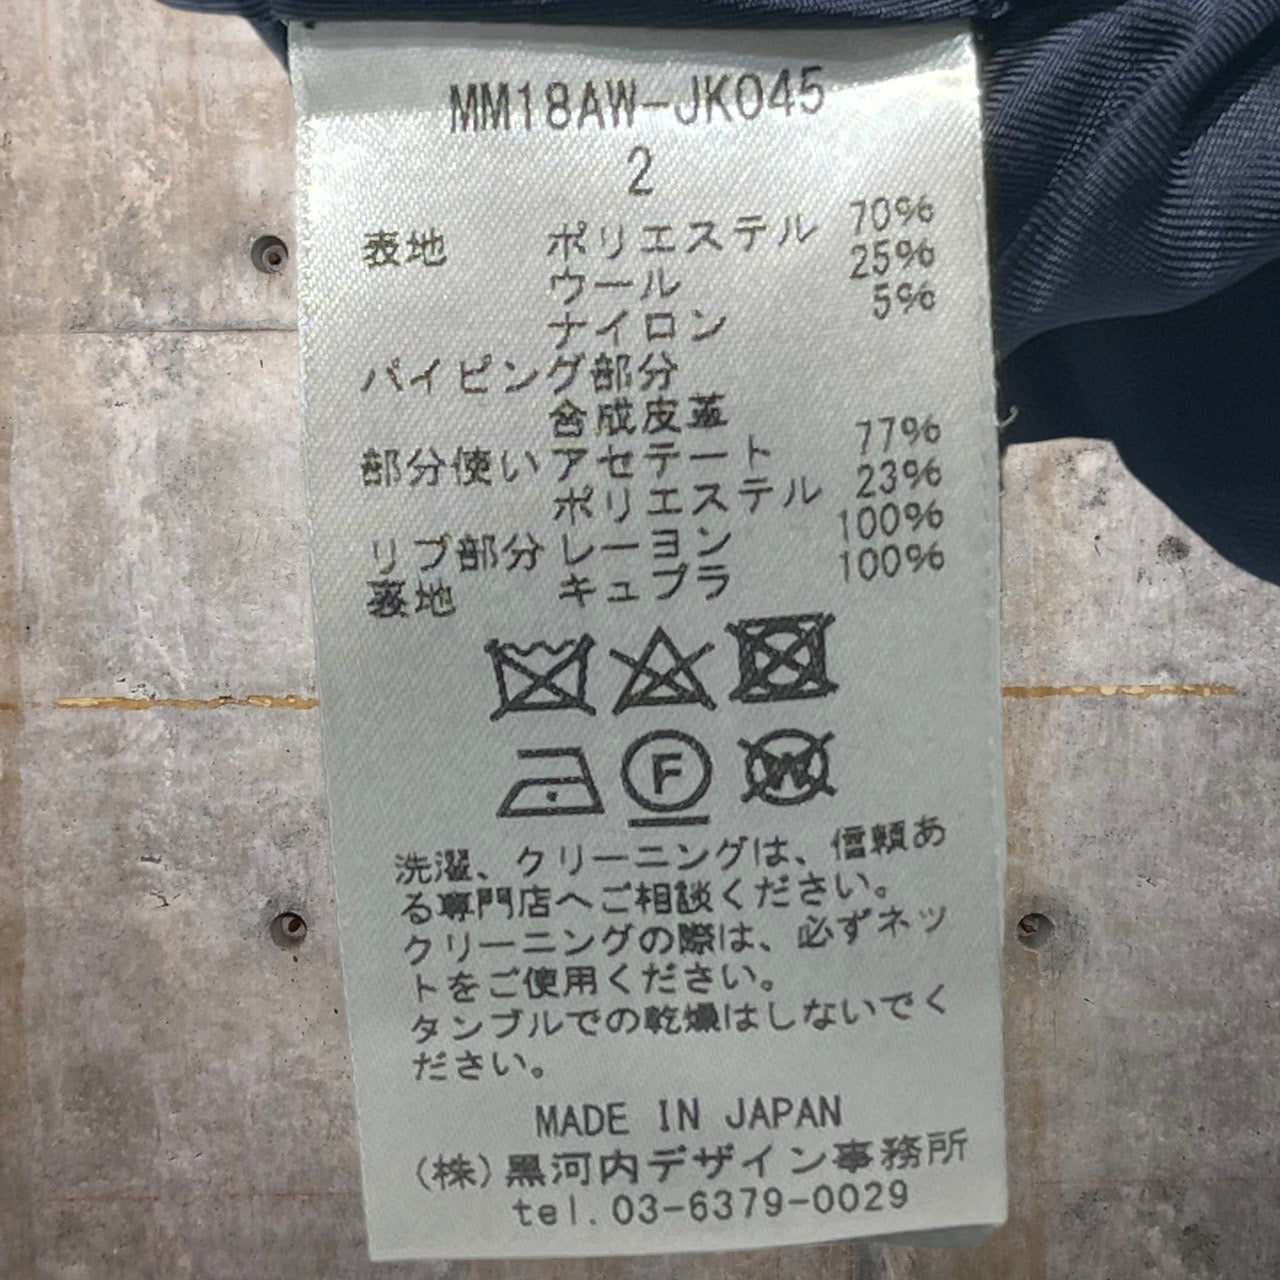 MM18AW-JK045
2
表地 ポリエステル 70%
ウール 25%
ナイロン 5%
パイピング部分
合成皮革
部分使い アセテート 77%
ポリエステル 23%
リブ部分 レーヨン 100%
裏地 キュプラ 100%
F
W
洗濯、クリーニングは、信頼あ
る専門店へご相談ください。
クリーニングの際は、必ずネッ
トをご使用ください。
タンブルでの乾燥はしないでく
ださい。
MADE IN JAPAN
(株)黒河内デザイン事務所
tel.03-6379-0029